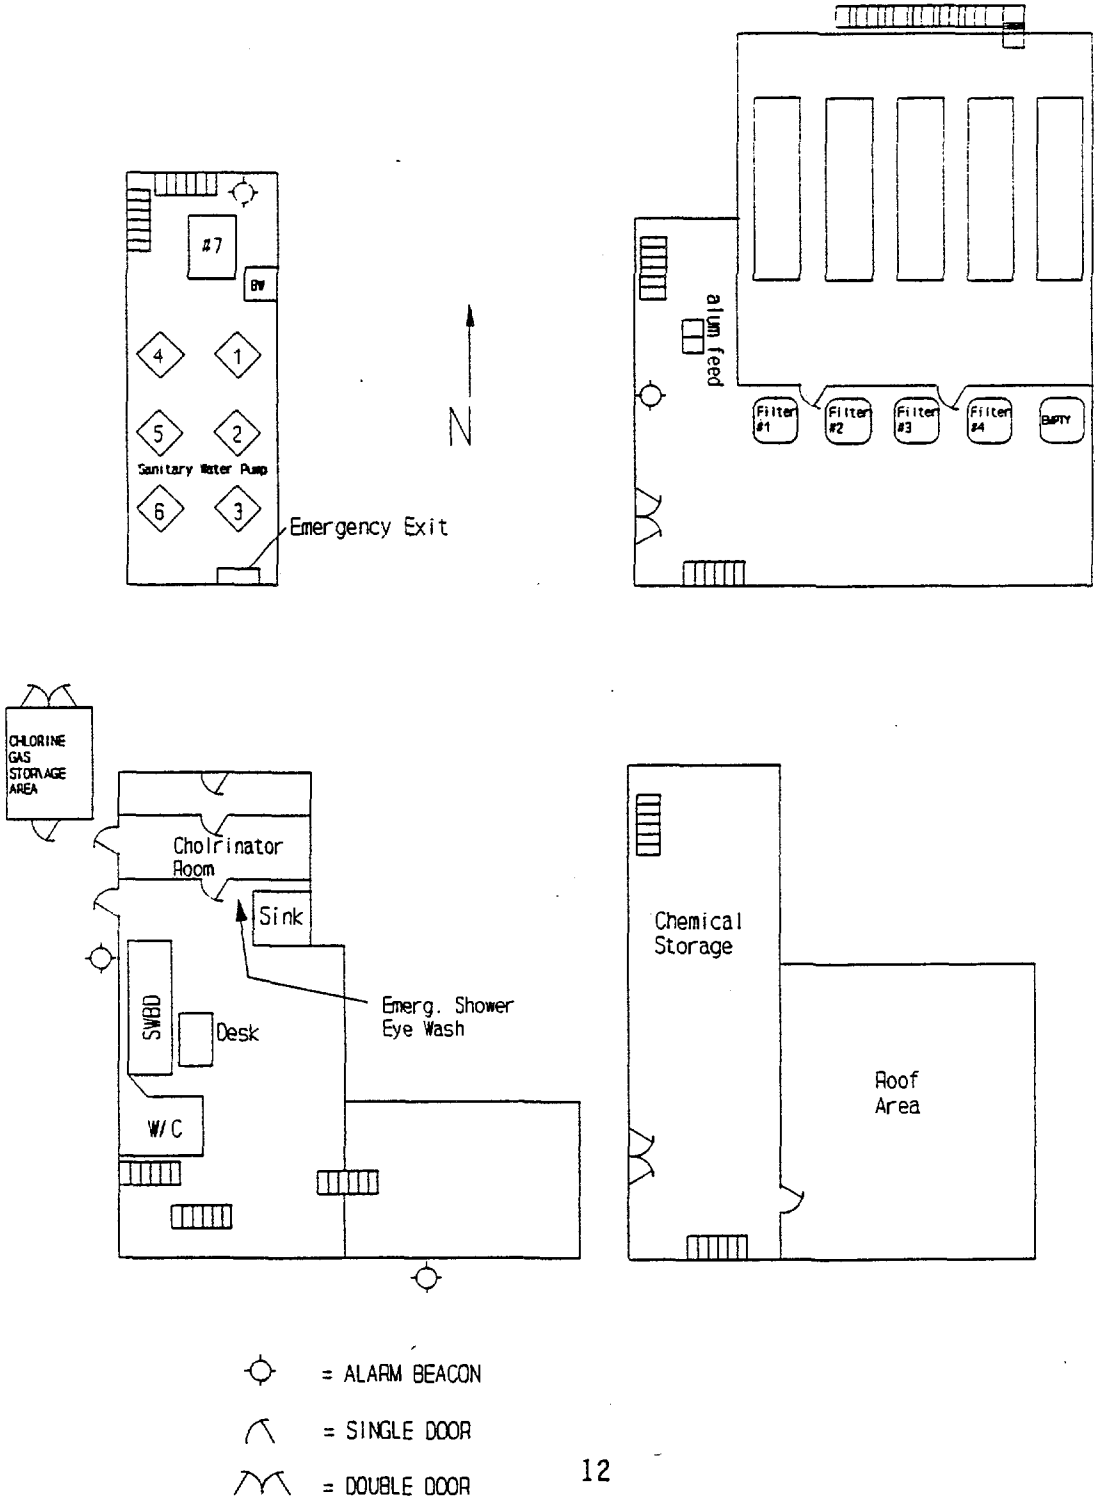 #7
BW
4
1
5
2
Sanitary Water Pump
6
3
Emergency Exit
N
alum feed
Filter
#1
Filter
#2
Filter
#3
Filter
#4
EMPTY
CHLORINE
GAS
STORAGE
AREA
Cholrinator
Room
Sink
SWBD
Desk
Emerg. Shower
Eye Wash
W/C
Chemical
Storage
Roof
Area
= ALARM BEACON
= SINGLE DOOR
= DOUBLE DOOR
12